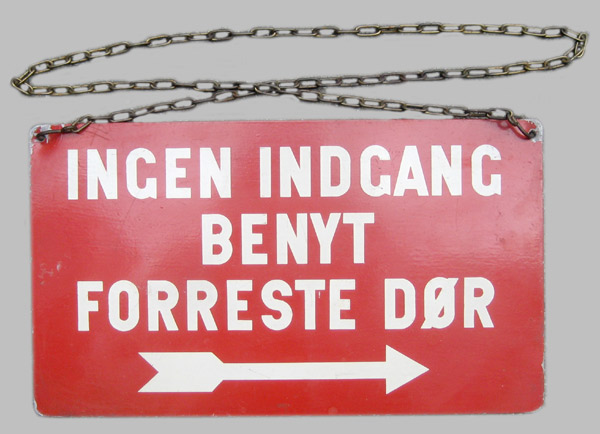 INGEN INDGANG
BENYT
FORRESTE DØR